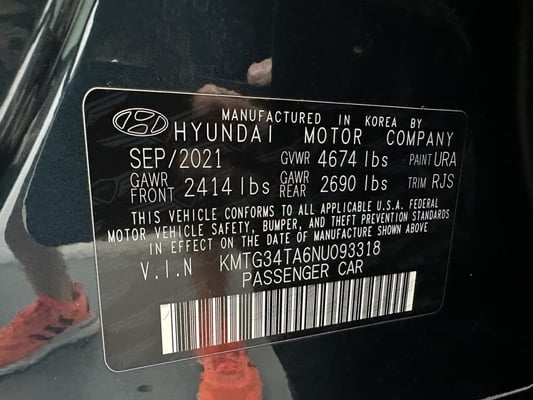 MANUFACTURED IN KOREA BY
HYUNDAI MOTOR COMPANY
SEP/2021 GVWR 4674 lbs PAINT URA
GAWR FRONT 2414 lbs GAWR REAR 2690 lbs TRIM RJS
THIS VEHICLE CONFORMS TO ALL APPLICABLE U.S.A. FEDERAL
MOTOR VEHICLE SAFETY, BUMPER, AND THEFT PREVENTION STANDARDS
IN EFFECT ON THE DATE OF MANUFACTURE SHOWN ABOVE
V.I.N KMTG34TA6NU093318
PASSENGER CAR